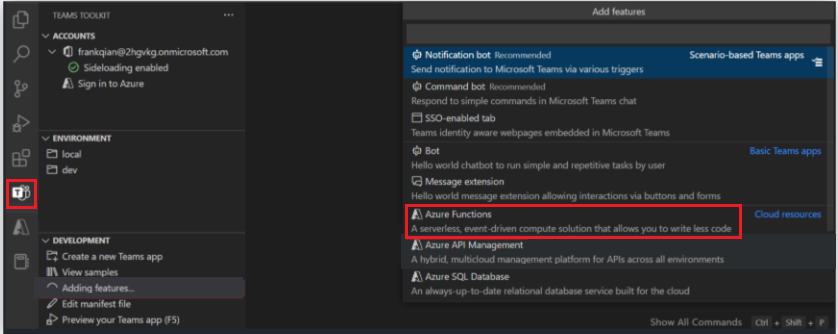 TEAMS TOOLKIT
ACCOUNTS
frankqian@2hgvkg.onmicrosoft.com
Sideloading enabled
Sign in to Azure
ENVIRONMENT
local
dev
DEVELOPMENT
Create a new Teams app
View samples
Adding features...
Edit manifest file
Preview your Teams app (F5)
Add features
Notification bot Recommended Scenario-based Teams apps
Send notification to Microsoft Teams via various triggers
Command bot Recommended
Respond to simple commands in Microsoft Teams chat
SSO-enabled tab
Teams identity aware webpages embedded in Microsoft Teams
Bot Basic Teams apps
Hello world chatbot to run simple and repetitive tasks by user
Message extension
Hello world message extension allowing interactions via buttons and forms
Azure Functions Cloud resources
A serverless, event-driven compute solution that allows you to write less code
Azure API Management
A hybrid, multicloud management platform for APIs across all environments
Azure SQL Database
An always-up-to-date relational database service built for the cloud
Show All Commands Ctrl + Shift + P